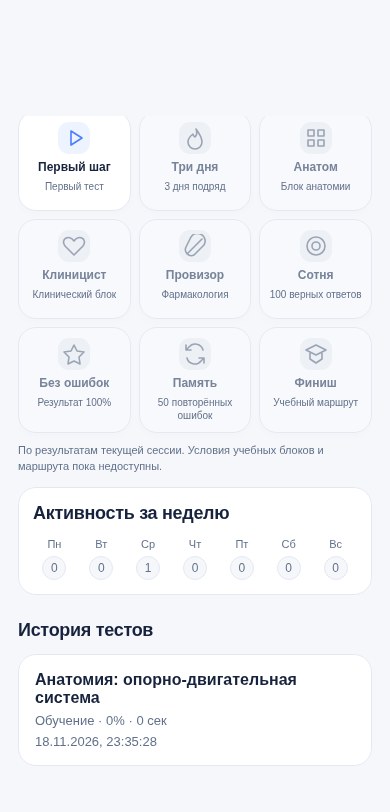 Первый шаг
Первый тест
Три дня
3 дня подряд
Анатом
Блок анатомии
Клиницист
Клинический блок
Провизор
Фармакология
Сотня
100 верных ответов
Без ошибок
Результат 100%
Память
50 повторённых
ошибок
Финиш
Учебный маршрут
По результатам текущей сессии. Условия учебных блоков и
маршрута пока недоступны.
Активность за неделю
Пн Вт Ср Чт Пт Сб Вс
0 0 1 0 0 0 0
История тестов
Анатомия: опорно-двигательная
система
Обучение · 0% · 0 сек
18.11.2026, 23:35:28